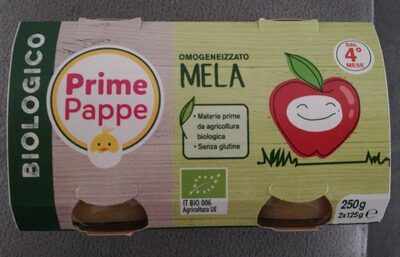 BIOLOGICO
Prime
Pappe
OMOGENEIZZATO
MELA
• Materie prime
da agricoltura
biologica
• Senza glutine
DAL
4°
MESE
IT BIO 006
Agricoltura UE
250g
2x125g e